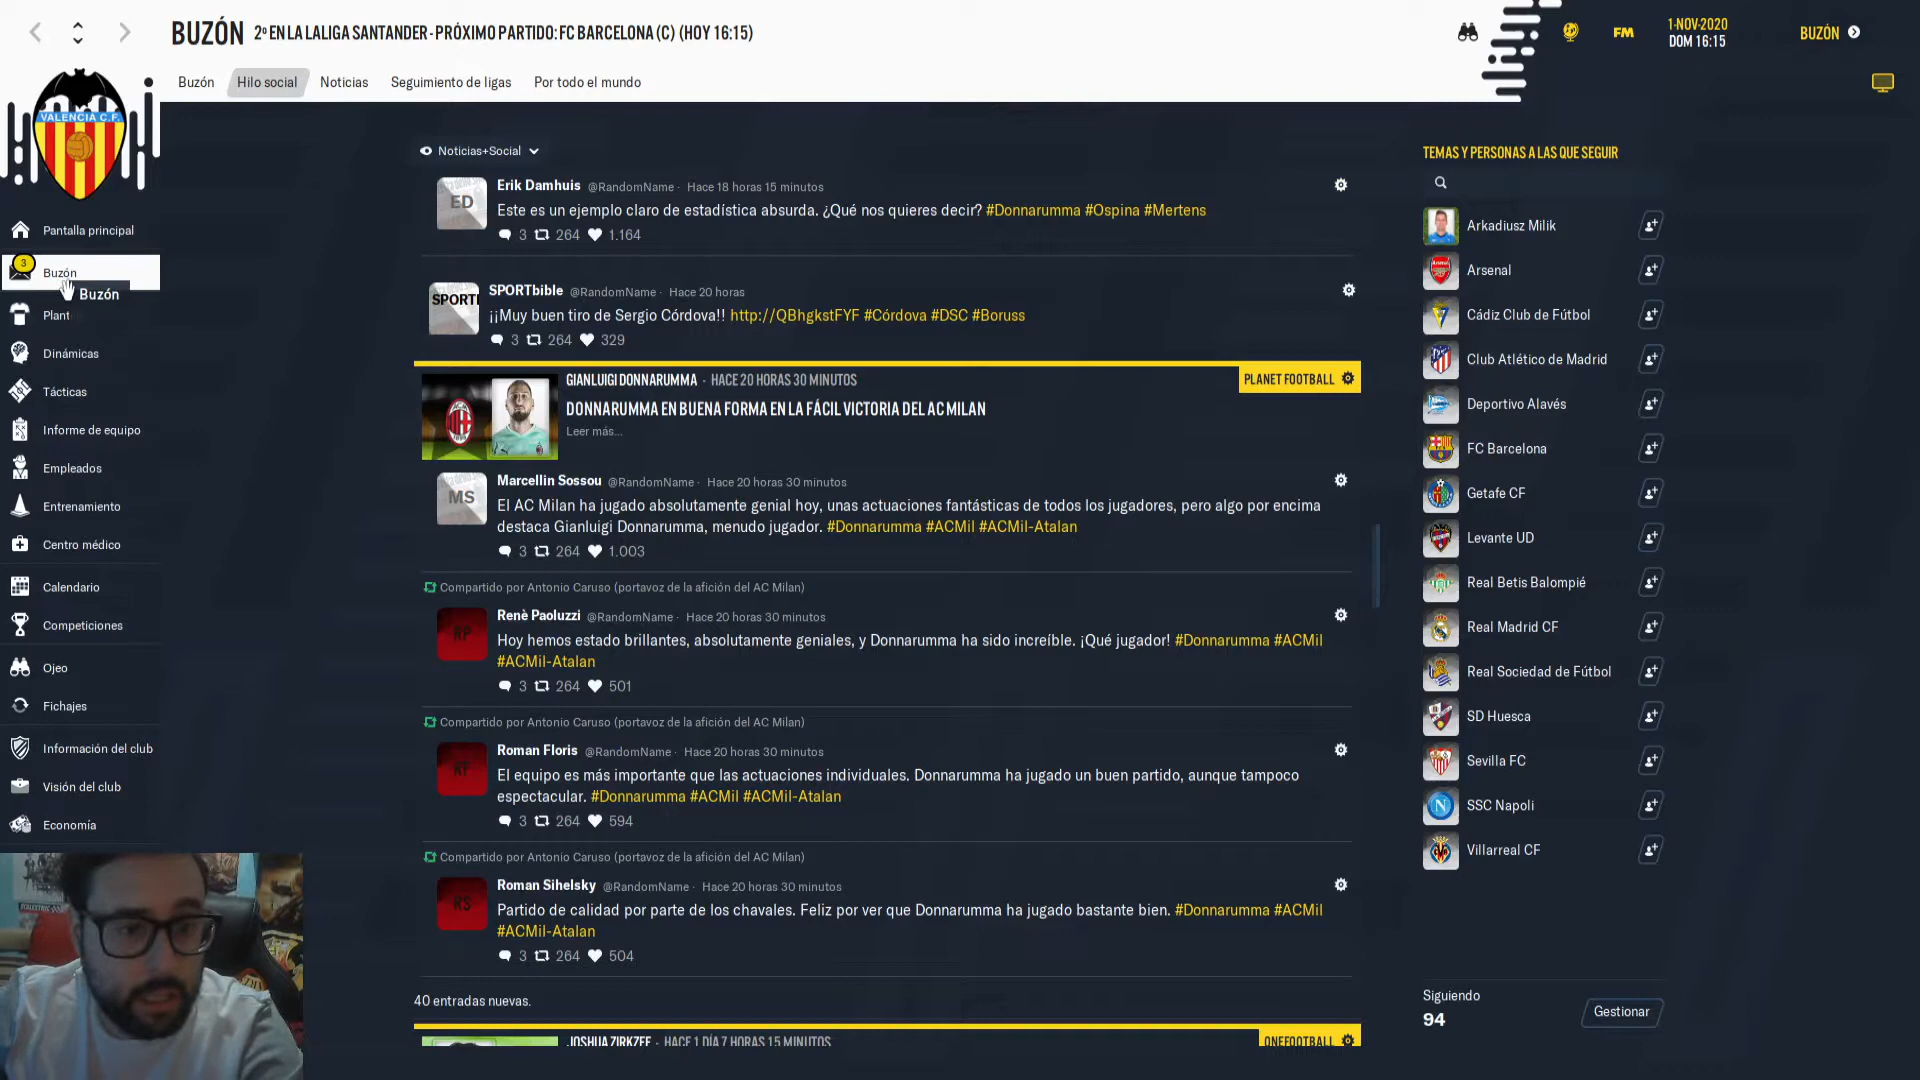 BUZÓN 2º EN LA LALIGA SANTANDER - PRÓXIMO PARTIDO: FC BARCELONA (C) (HOY 16:15)
FM
1-NOV-2020
DOM 16:15
BUZÓN
Buzón
Hilo social
Noticias
Seguimiento de ligas
Por todo el mundo
VALENCIA C.F.
Pantalla principal
3
Buzón
Buzón
Plant
Dinámicas
Tácticas
Informe de equipo
Empleados
Entrenamiento
Centro médico
Calendario
Competiciones
Ojeo
Fichajes
Información del club
Visión del club
Economía
Noticias+Social
ED
Erik Damhuis @RandomName · Hace 18 horas 15 minutos
Este es un ejemplo claro de estadística absurda. ¿Qué nos quieres decir? #Donnarumma #Ospina #Mertens
3 264 1.164
SPORTI
SPORTbible @RandomName · Hace 20 horas
¡¡Muy buen tiro de Sergio Córdova!! http://QBhgkstFYF #Córdova #DSC #Boruss
3 264 329
GIANLUIGI DONNARUMMA - HACE 20 HORAS 30 MINUTOS
PLANET FOOTBALL
DONNARUMMA EN BUENA FORMA EN LA FÁCIL VICTORIA DEL AC MILAN
Leer más...
MS
Marcellin Sossou @RandomName · Hace 20 horas 30 minutos
El AC Milan ha jugado absolutamente genial hoy, unas actuaciones fantásticas de todos los jugadores, pero algo por encima
destaca Gianluigi Donnarumma, menudo jugador. #Donnarumma #ACMil #ACMil-Atalan
3 264 1.003
Compartido por Antonio Caruso (portavoz de la afición del AC Milan)
RP
Renè Paoluzzi @RandomName · Hace 20 horas 30 minutos
Hoy hemos estado brillantes, absolutamente geniales, y Donnarumma ha sido increíble. ¡Qué jugador! #Donnarumma #ACMil
#ACMil-Atalan
3 264 501
Compartido por Antonio Caruso (portavoz de la afición del AC Milan)
RF
Roman Floris @RandomName · Hace 20 horas 30 minutos
El equipo es más importante que las actuaciones individuales. Donnarumma ha jugado un buen partido, aunque tampoco
espectacular. #Donnarumma #ACMil #ACMil-Atalan
3 264 594
Compartido por Antonio Caruso (portavoz de la afición del AC Milan)
RS
Roman Sihelsky @RandomName · Hace 20 horas 30 minutos
Partido de calidad por parte de los chavales. Feliz por ver que Donnarumma ha jugado bastante bien. #Donnarumma #ACMil
#ACMil-Atalan
3 264 504
40 entradas nuevas.
JOSHUA ZIRKZEE - HACE 1 DÍA 7 HORAS 15 MINUTOS
ONEFOOTBALL
TEMAS Y PERSONAS A LAS QUE SEGUIR
Arkadiusz Milik
Arsenal
Cádiz Club de Fútbol
Club Atlético de Madrid
Deportivo Alavés
FC Barcelona
Getafe CF
Levante UD
Real Betis Balompié
Real Madrid CF
Real Sociedad de Fútbol
SD Huesca
Sevilla FC
SSC Napoli
Villarreal CF
Siguiendo
94
Gestionar